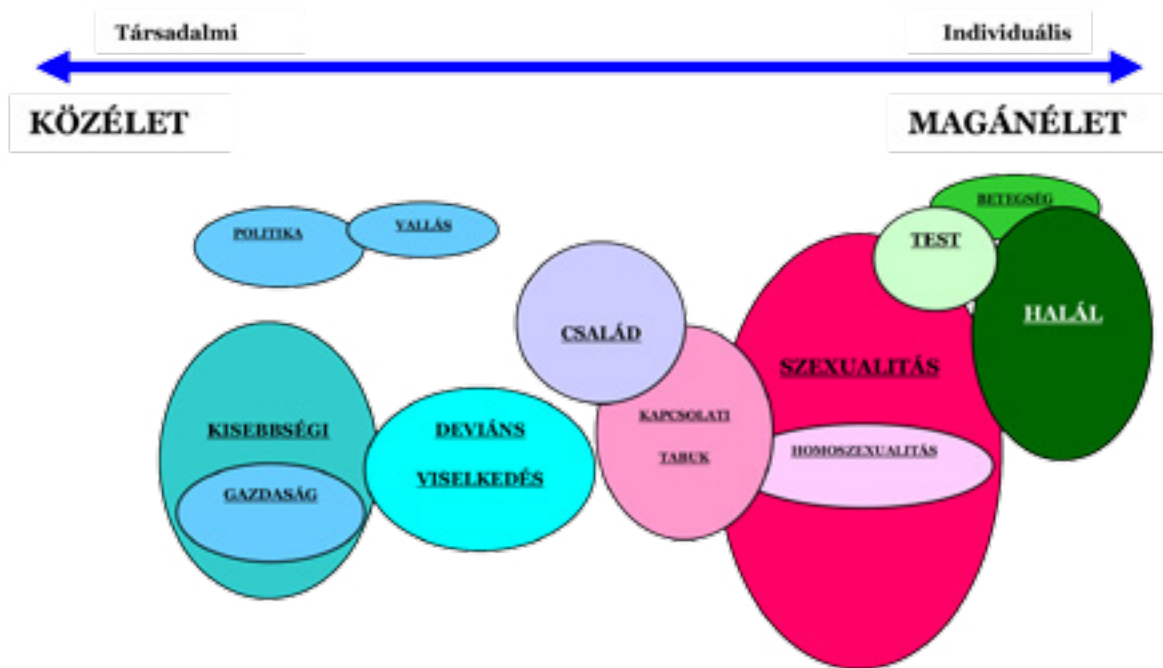 Társadalmi
Individuális
KÖZÉLET
MAGÁNÉLET
BETEGSÉG
POLITIKA
VALLÁS
TEST
HALÁL
CSALÁD
SZEXUALITÁS
KISEBBSÉGI
DEVIÁNS
VISELKEDÉS
KAPCSOLATI
TABUK
HOMOSZEXUALITÁS
GAZDASÁG